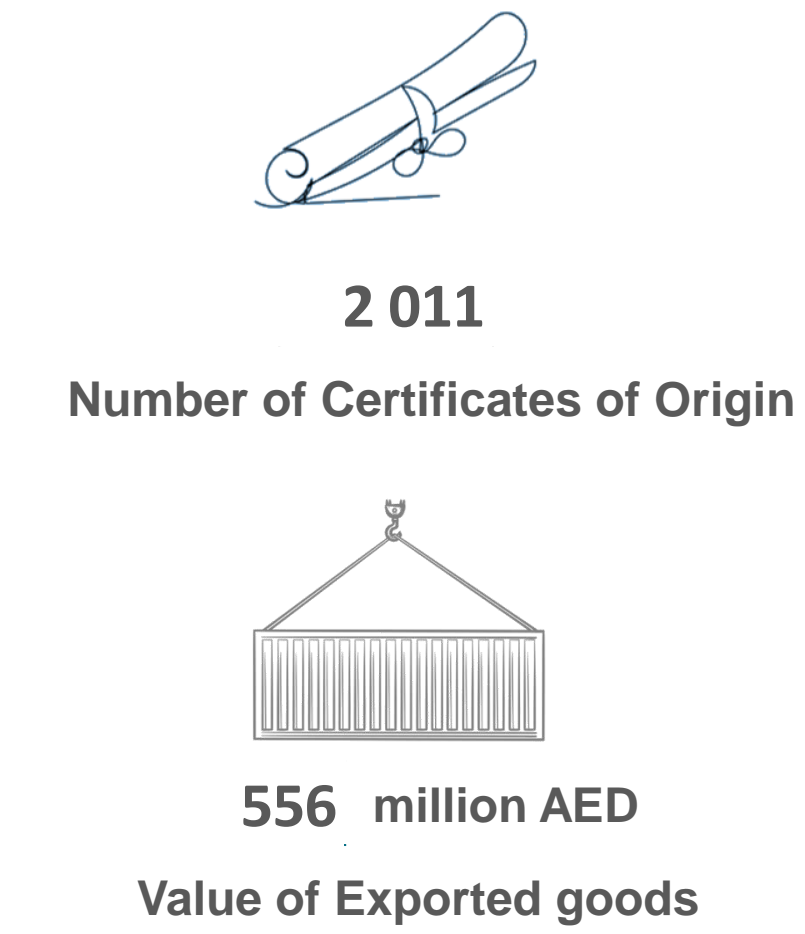 2 011
Number of Certificates of Origin
556 million AED
Value of Exported goods